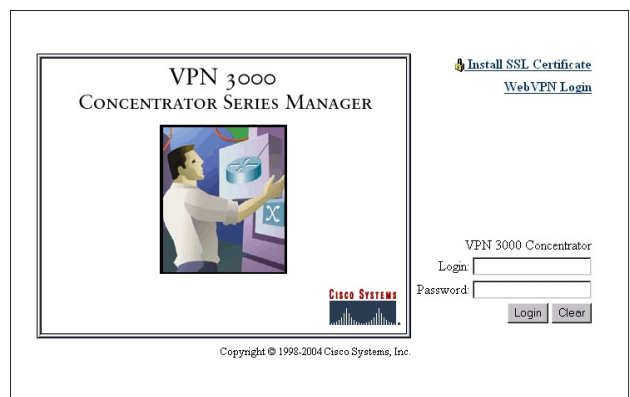 VPN 3000
CONCENTRATOR SERIES MANAGER
CISCO SYSTEMS
Copyright © 1998-2004 Cisco Systems, Inc.
Install SSL Certificate
WebVPN Login
VPN 3000 Concentrator
Login:
Password:
Login Clear